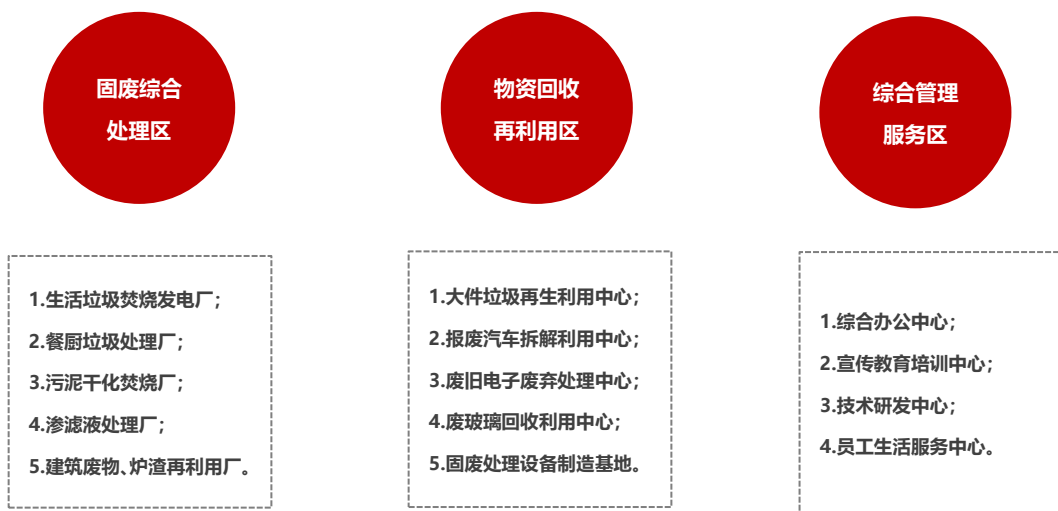 固废综合
处理区
物资回收
再利用区
综合管理
服务区
1.生活垃圾焚烧发电厂；
2.餐厨垃圾处理厂；
3.污泥干化焚烧厂；
4.渗滤液处理厂；
5.建筑废物、炉渣再利用厂。
1.大件垃圾再生利用中心；
2.报废汽车拆解利用中心；
3.废旧电子废弃处理中心；
4.废玻璃回收利用中心；
5.固废处理设备制造基地。
1.综合办公中心；
2.宣传教育培训中心；
3.技术研发中心；
4.员工生活服务中心。